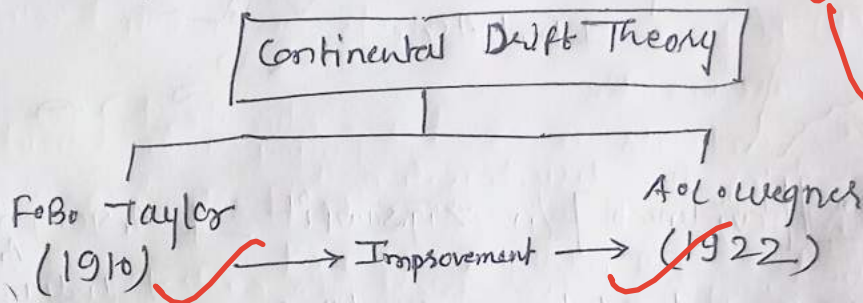 Continental Drift Theory
F.B. Taylor
(1910)
Improvement
A.L. Wegner
(1922)